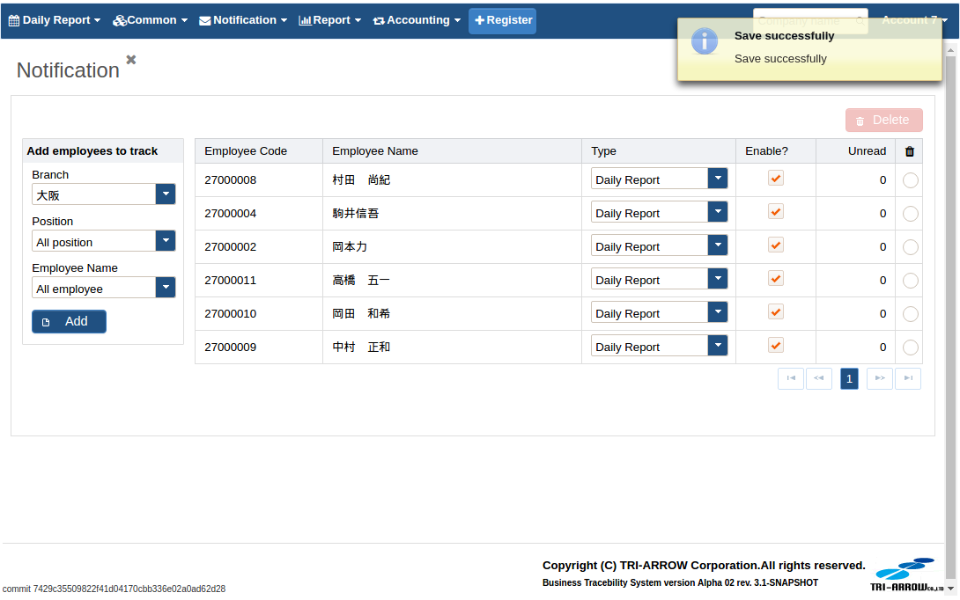 Daily Report Common Notification Report Accounting Register Account 7
Save successfully
Save successfully
Notification
Delete
Add employees to track
Branch
大阪
Position
All position
Employee Name
All employee
Add
Employee Code Employee Name Type Enable? Unread
27000008 村田 尚紀 Daily Report 0
27000004 駒井信吾 Daily Report 0
27000002 岡本力 Daily Report 0
27000011 高橋 五一 Daily Report 0
27000010 岡田 和希 Daily Report 0
27000009 中村 正和 Daily Report 0
1
Copyright (C) TRI-ARROW Corporation.All rights reserved.
Business Tracebility System version Alpha 02 rev. 3.1-SNAPSHOT
TRI-ARROW
commit 7429c35509822f41d04170cbb336e02a0ad62d28